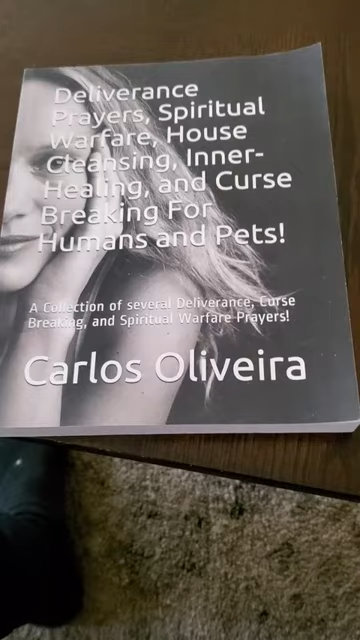 Deliverance
Prayers, Spiritual
Warfare, House
Cleansing, Inner-
Healing, and Curse
Breaking For
Humans and Pets!
A Collection of several Deliverance, Curse
Breaking, and Spiritual Warfare Prayers!
Carlos Oliveira